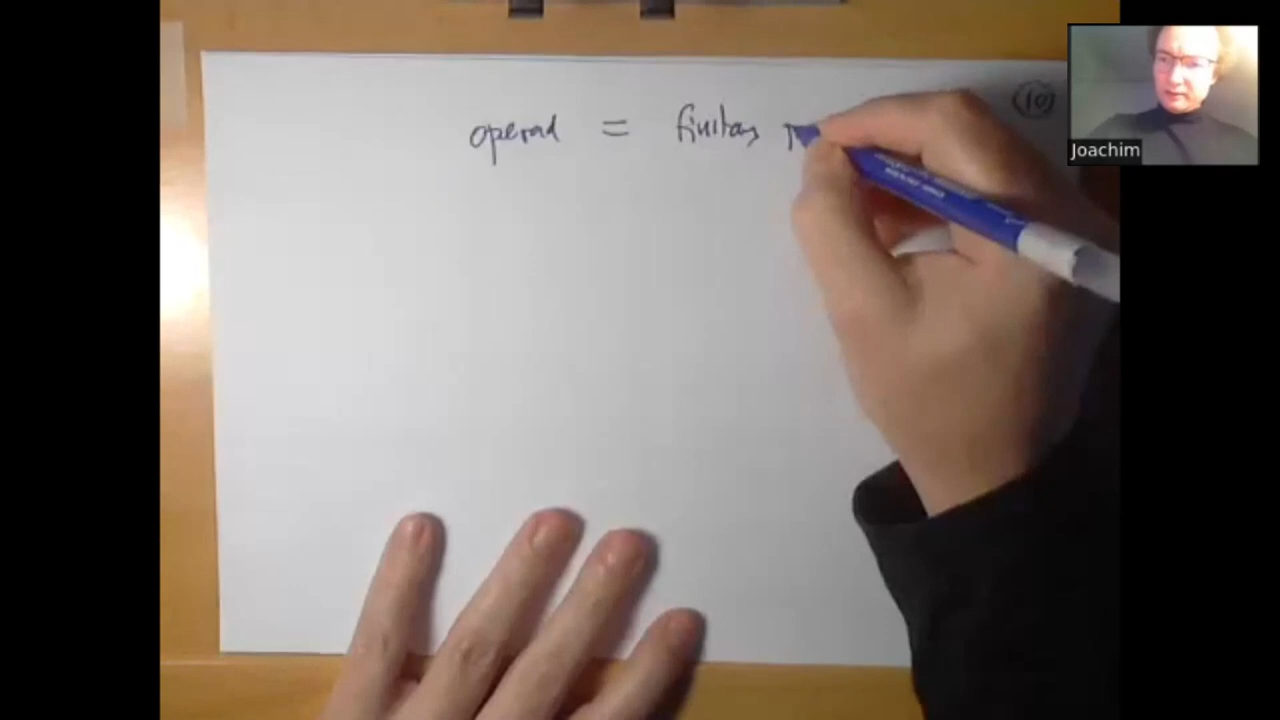 operad = finitary
(10)
Joachim